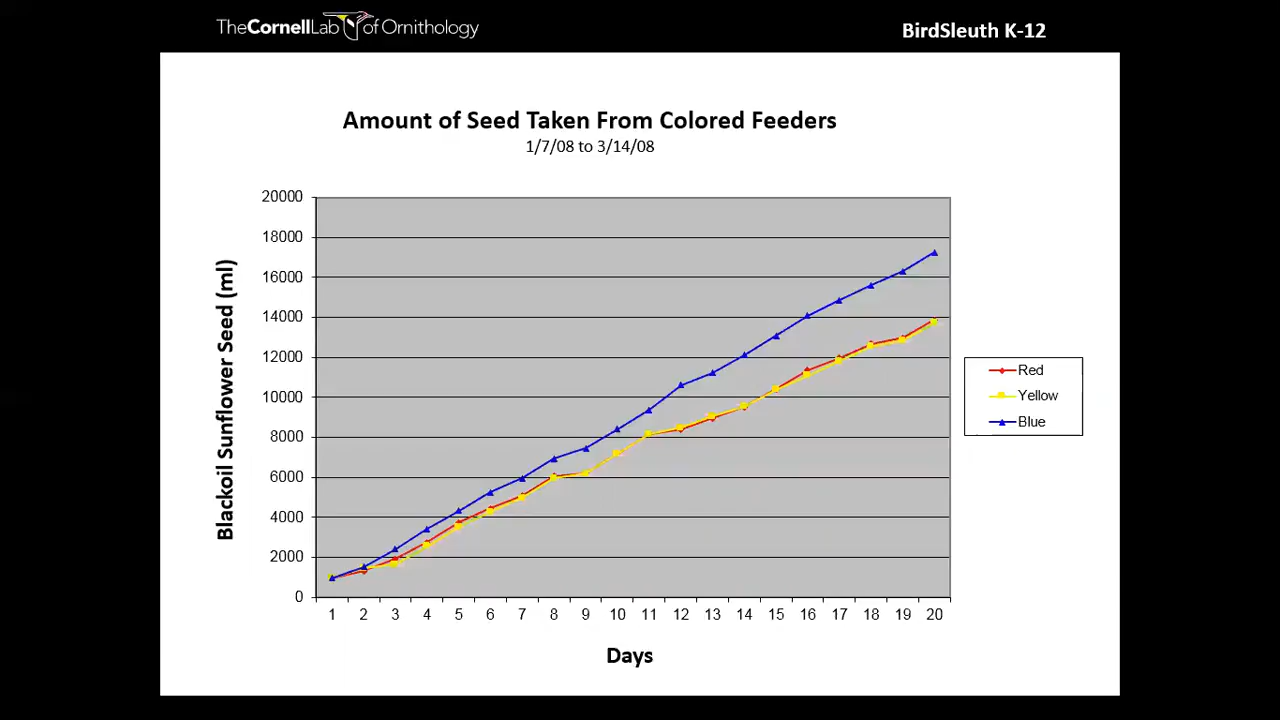 TheCornellLab of Ornithology
BirdSleuth K-12
Amount of Seed Taken From Colored Feeders
1/7/08 to 3/14/08
20000
18000
16000
14000
12000
10000
8000
6000
4000
2000
0
Blackoil Sunflower Seed (ml)
1 2 3 4 5 6 7 8 9 10 11 12 13 14 15 16 17 18 19 20
Days
Red
Yellow
Blue